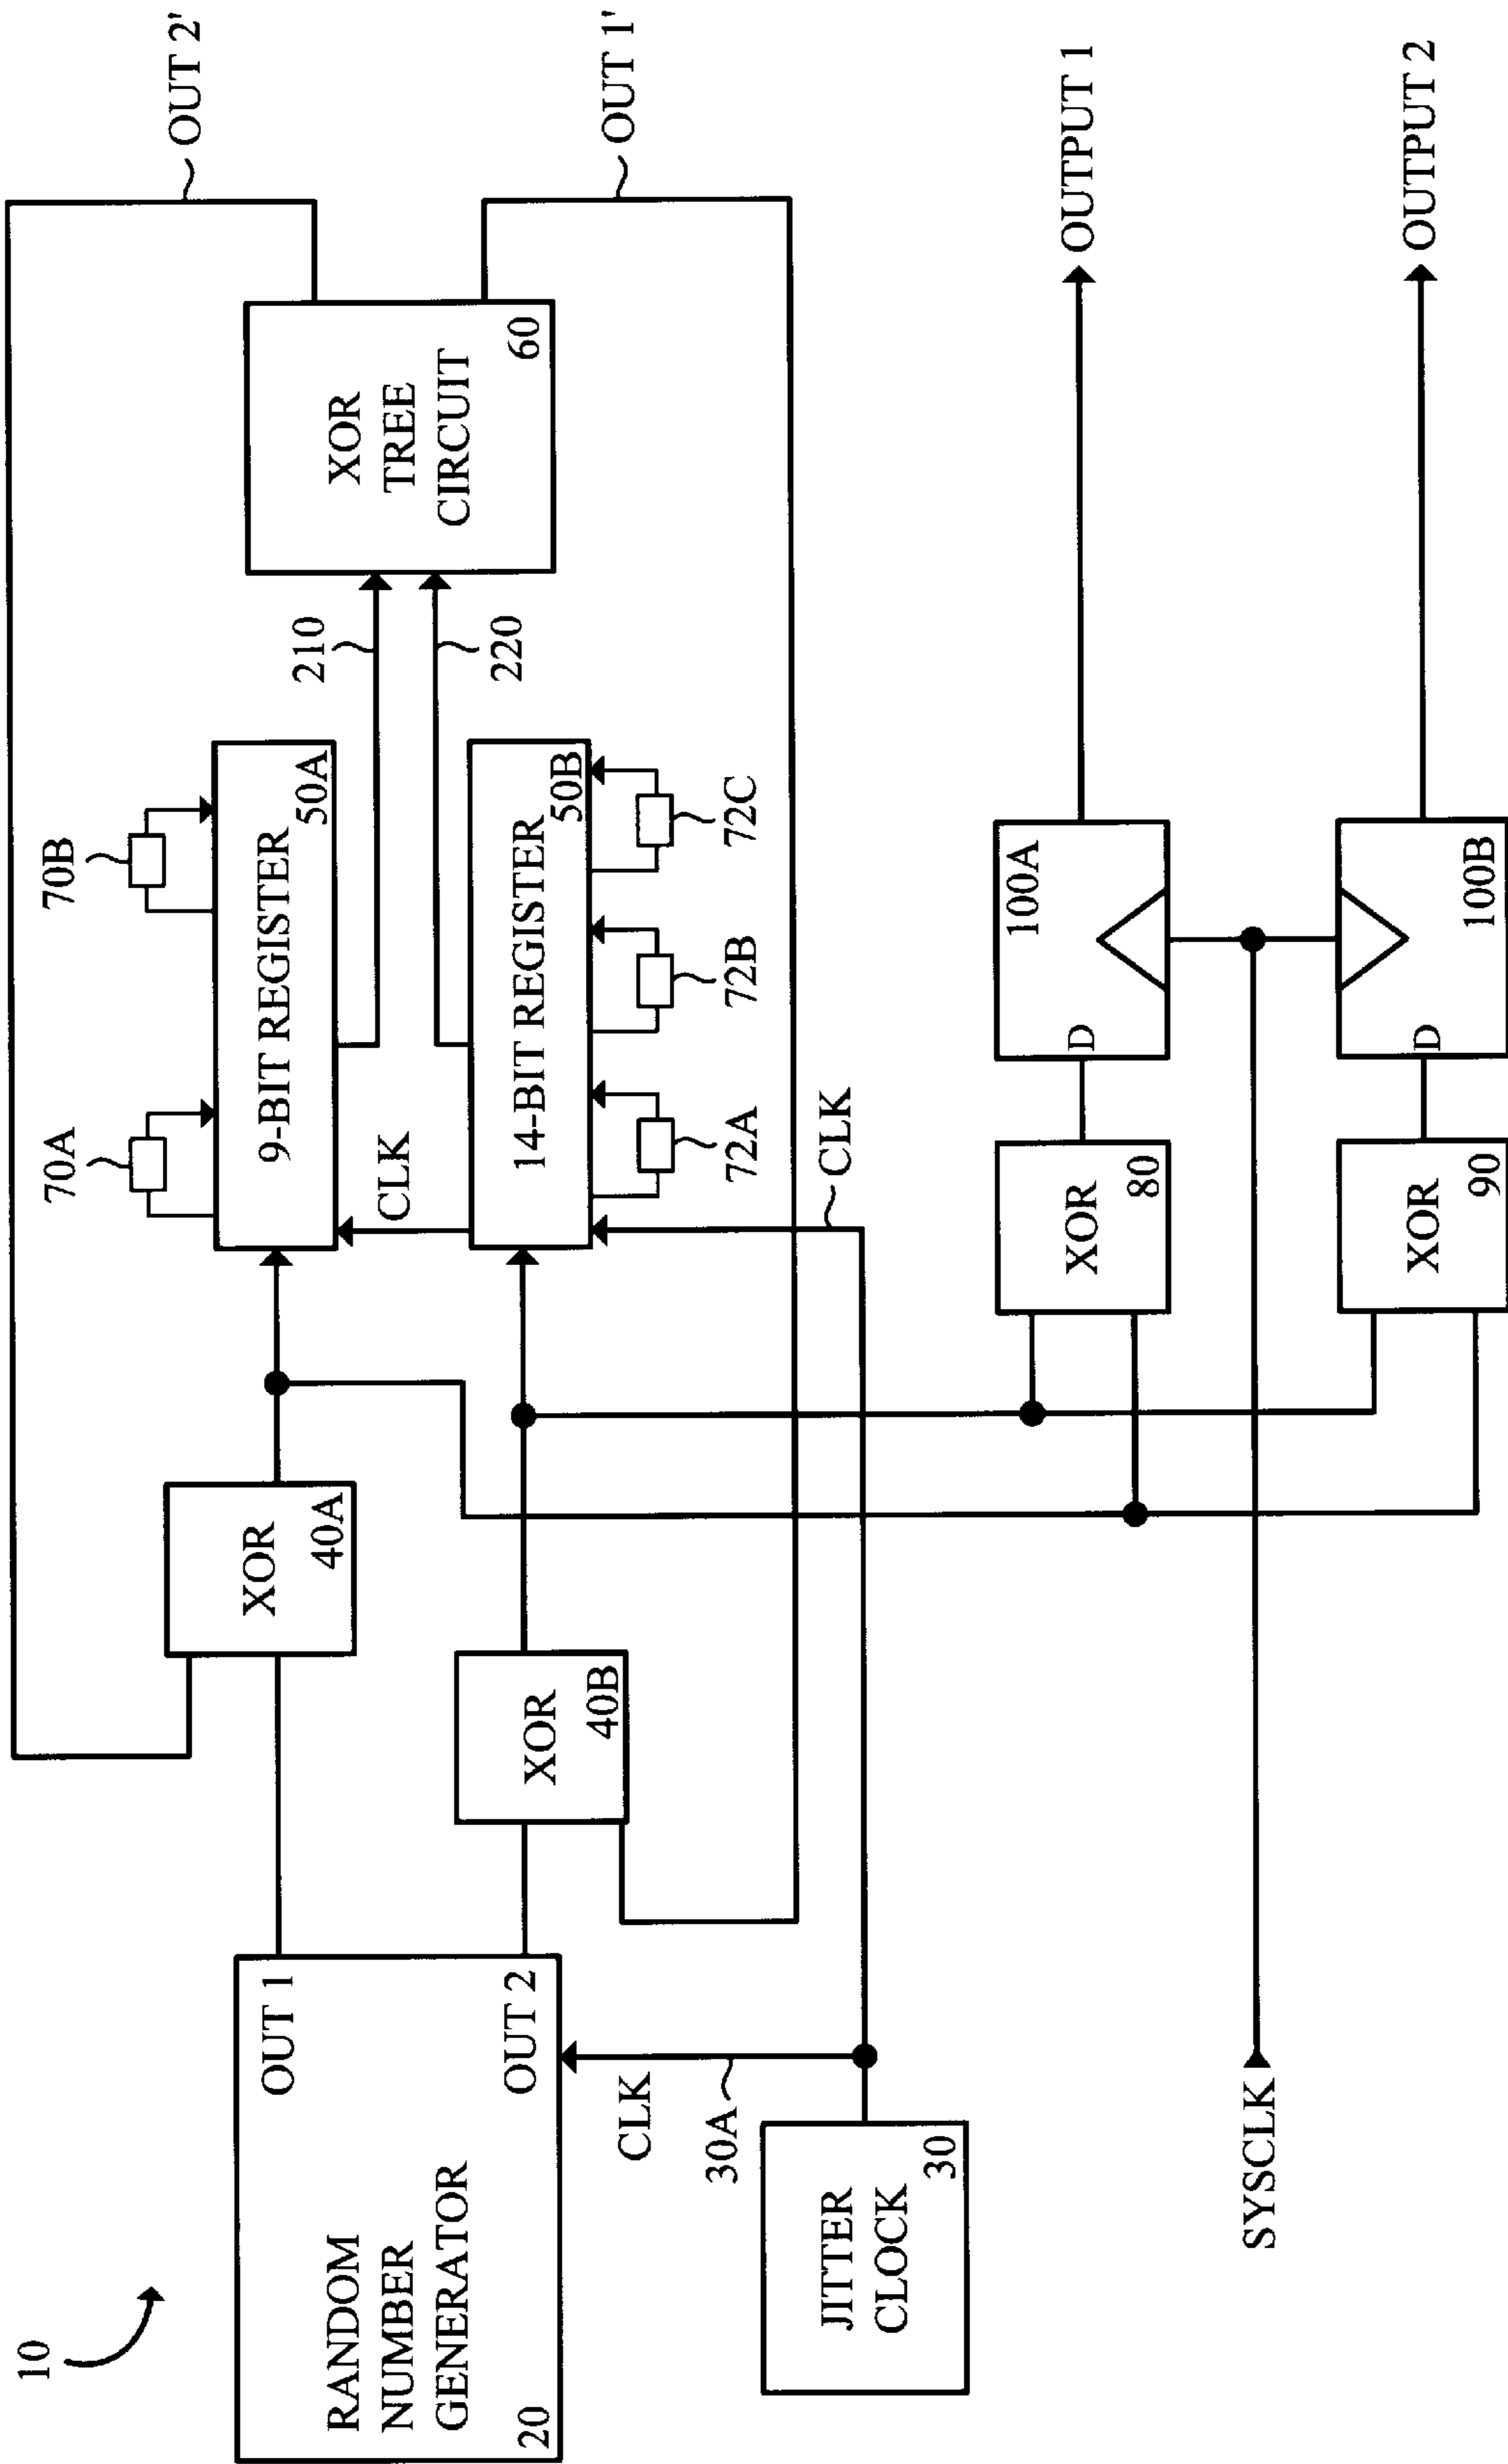 10
RANDOM
NUMBER
GENERATOR
20
OUT 1
OUT 2
CLK
30A
JITTER
CLOCK
30
XOR
40A
XOR
40B
70A
70B
9-BIT REGISTER
50A
CLK
14-BIT REGISTER
50B
72A
72B
72C
CLK
210
220
XOR
TREE
CIRCUIT
60
OUT 2'
OUT 1'
XOR
80
D
100A
OUTPUT 1
XOR
90
D
100B
OUTPUT 2
SYSCLK